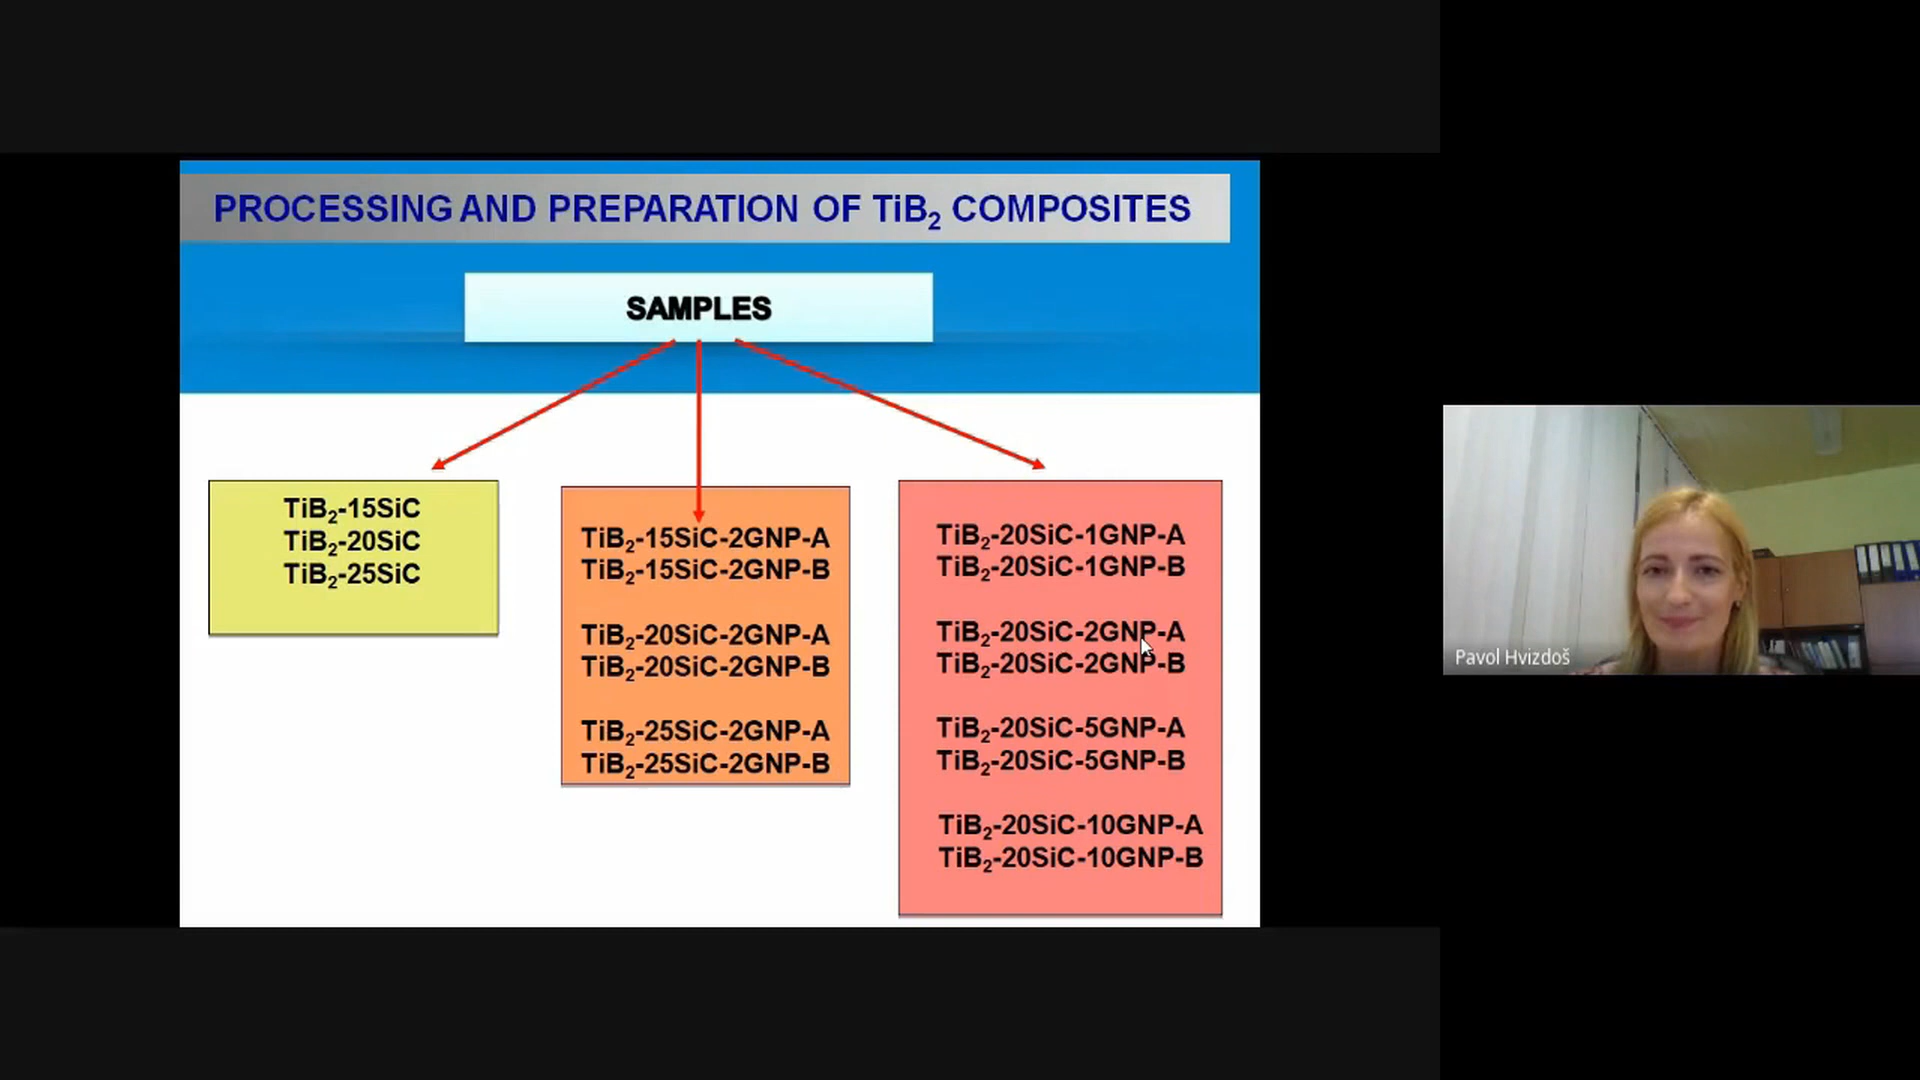 PROCESSING AND PREPARATION OF TiB₂ COMPOSITES
SAMPLES
TiB₂-15SiC
TiB₂-20SiC
TiB₂-25SiC
TiB₂-15SiC-2GNP-A
TiB₂-15SiC-2GNP-B
TiB₂-20SiC-2GNP-A
TiB₂-20SiC-2GNP-B
TiB₂-25SiC-2GNP-A
TiB₂-25SiC-2GNP-B
TiB₂-20SiC-1GNP-A
TiB₂-20SiC-1GNP-B
TiB₂-20SiC-2GNP-A
TiB₂-20SiC-2GNP-B
TiB₂-20SiC-5GNP-A
TiB₂-20SiC-5GNP-B
TiB₂-20SiC-10GNP-A
TiB₂-20SiC-10GNP-B
Pavol Hvizdoš